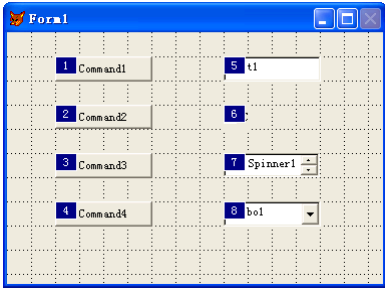 Form1
1 Command1
5 t1
2 Command2
6 :
3 Command3
7 Spinner1
4 Command4
8 bo1